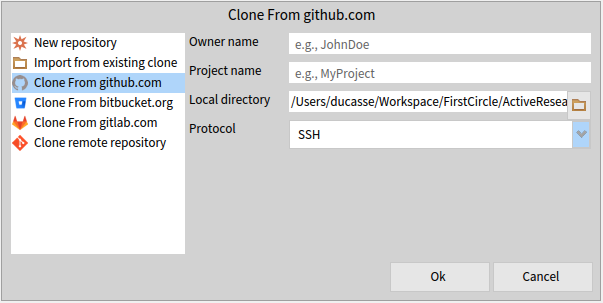 Clone From github.com
New repository
Import from existing clone
Clone From github.com
Clone From bitbucket.org
Clone From gitlab.com
Clone remote repository
Owner name
e.g., JohnDoe
Project name
e.g., MyProject
Local directory
/Users/ducasse/Workspace/FirstCircle/ActiveResea
Protocol
SSH
Ok
Cancel